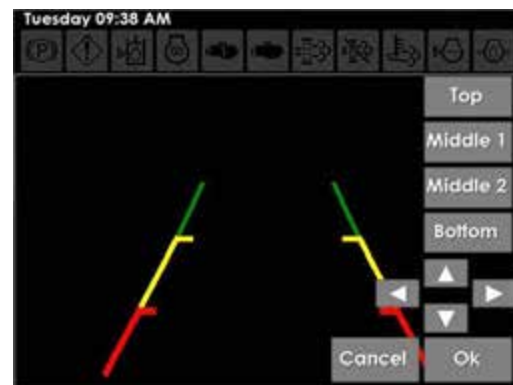 Tuesday 09:38 AM
(P)
Top
Middle 1
Middle 2
Bottom
Cancel
Ok